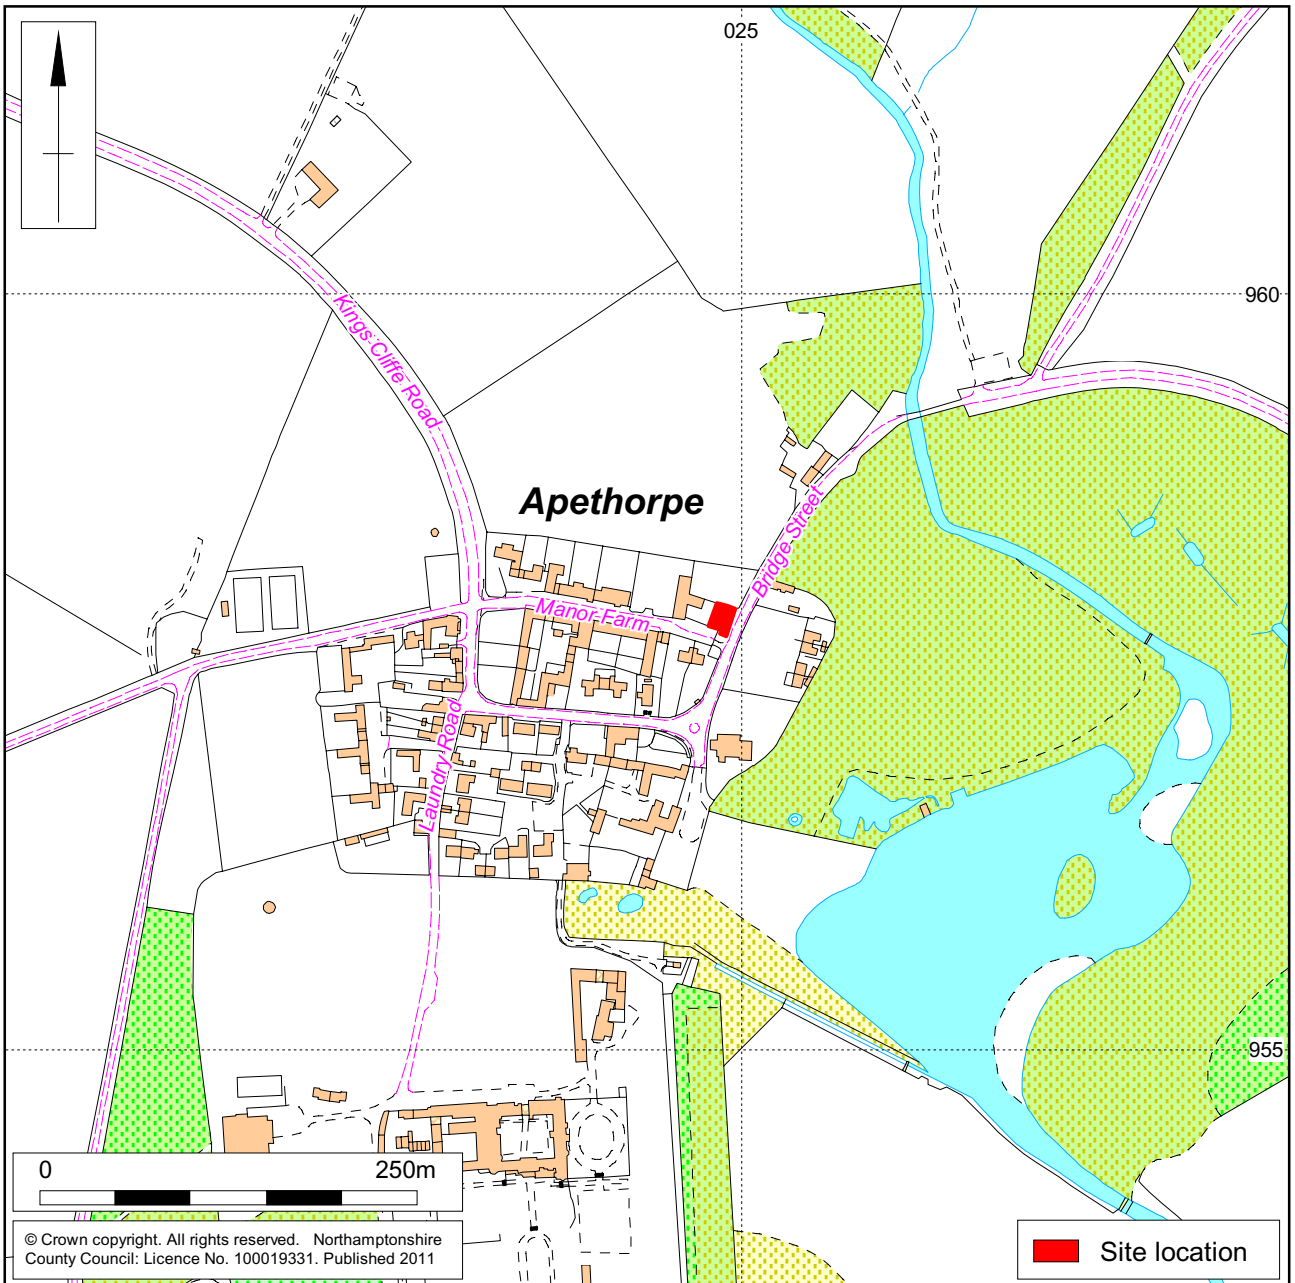 025
960
Kings Cliffe Road
Apethorpe
Bridge Street
Manor Farm
Laundry Road
955
0 250m
© Crown copyright. All rights reserved. Northamptonshire
County Council: Licence No. 100019331. Published 2011
Site location